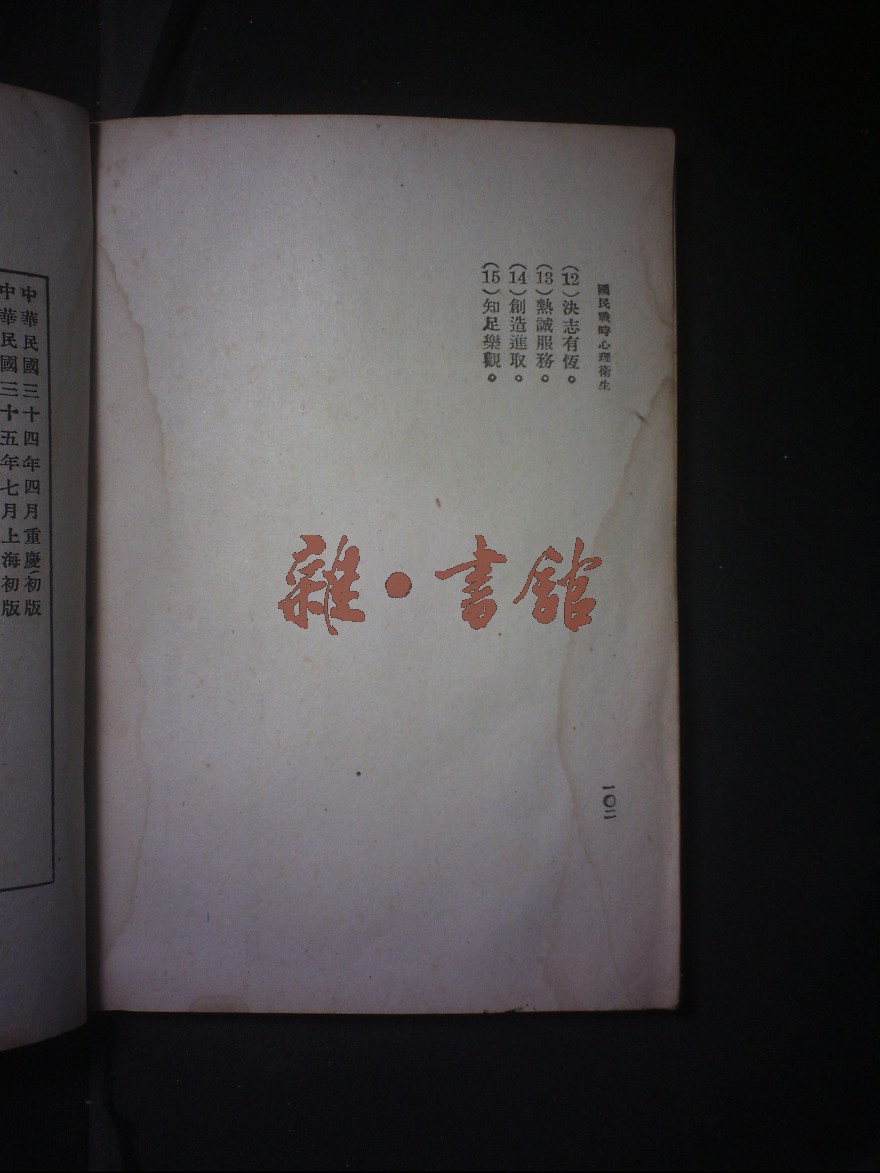 國民戰時心理衛生
(12)決志有恆。
(13)熱誠服務。
(14)創造進取。
(15)知足樂觀。
一〇二
雜·書館
中華民國三十四年四月重慶(初版
中華民國三十五年七月上海初版